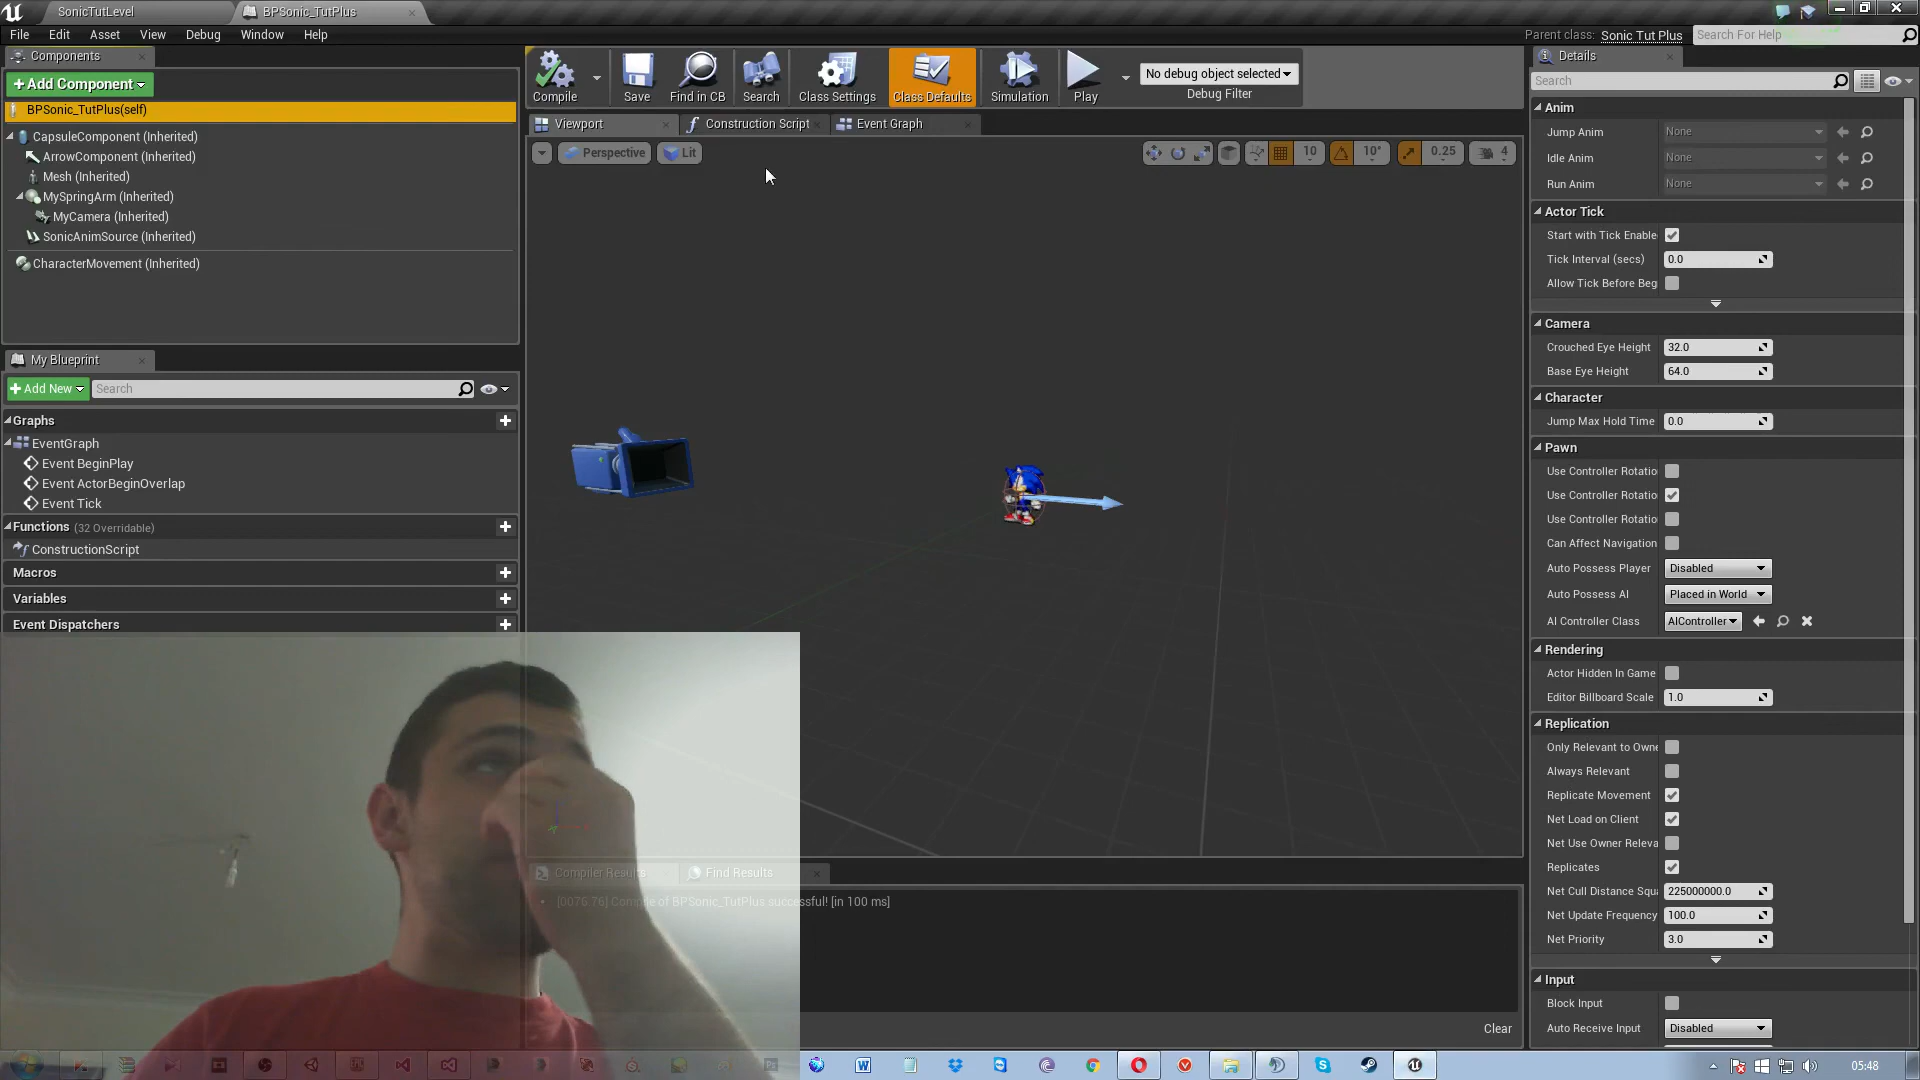 SonicTutLevel
BPSonic_TutPlus
File Edit Asset View Debug Window Help
Parent class: Sonic Tut Plus
Search For Help
Components
+Add Component
BPSonic_TutPlus(self)
CapsuleComponent (Inherited)
ArrowComponent (Inherited)
Mesh (Inherited)
MySpringArm (Inherited)
MyCamera (Inherited)
SonicAnimSource (Inherited)
CharacterMovement (Inherited)
My Blueprint
+Add New
Search
Graphs
EventGraph
Event BeginPlay
Event ActorBeginOverlap
Event Tick
Functions (32 Overridable)
ConstructionScript
Macros
Variables
Event Dispatchers
Compile
Save
Find in CB
Search
Class Settings
Class Defaults
Simulation
Play
No debug object selected
Debug Filter
Viewport
Construction Script
Event Graph
Perspective
Lit
10
10°
0.25
4
Compiler Results
Find Results
[0076.76] Compile of BPSonic_TutPlus successful! [in 100 ms]
Clear
Details
Search
Anim
Jump Anim None
Idle Anim None
Run Anim None
Actor Tick
Start with Tick Enable
Tick Interval (secs) 0.0
Allow Tick Before Beg
Camera
Crouched Eye Height 32.0
Base Eye Height 64.0
Character
Jump Max Hold Time 0.0
Pawn
Use Controller Rotatio
Use Controller Rotatio
Use Controller Rotatio
Can Affect Navigation
Auto Possess Player Disabled
Auto Possess AI Placed in World
AI Controller Class AIController
Rendering
Actor Hidden In Game
Editor Billboard Scale 1.0
Replication
Only Relevant to Owne
Always Relevant
Replicate Movement
Net Load on Client
Net Use Owner Releva
Replicates
Net Cull Distance Squ 225000000.0
Net Update Frequency 100.0
Net Priority 3.0
Input
Block Input
Auto Receive Input Disabled
05:48